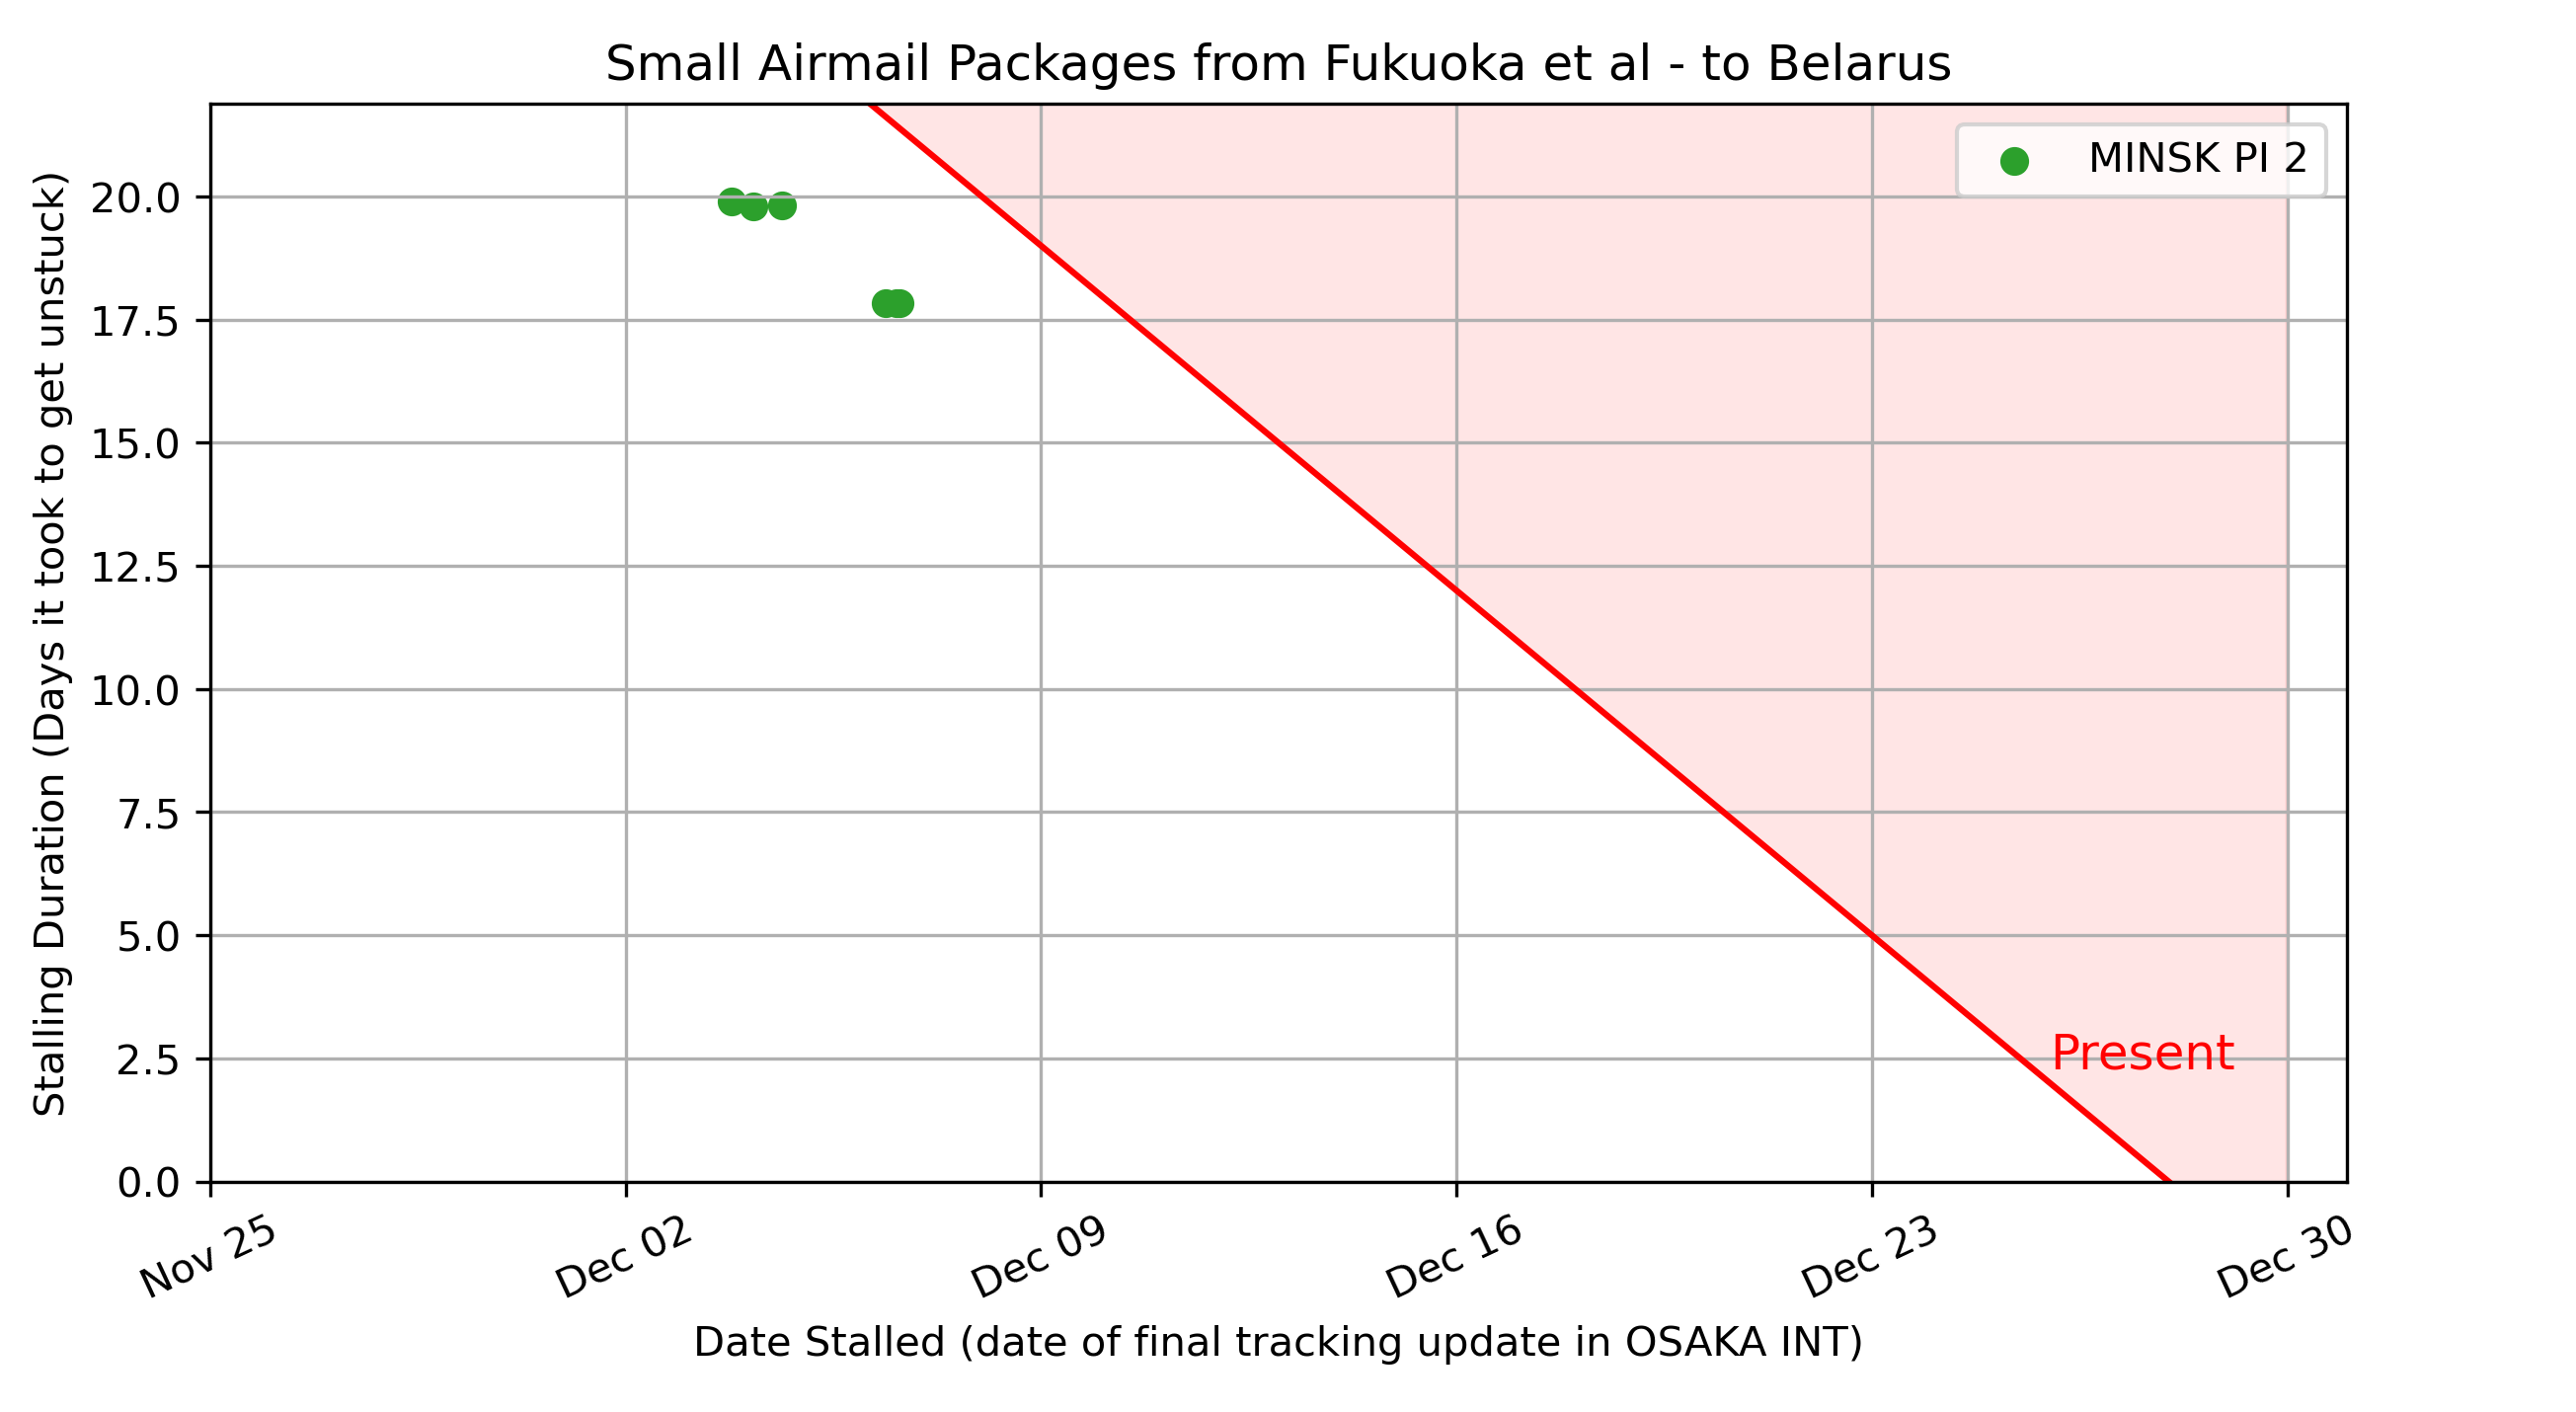 Small Airmail Packages from Fukuoka et al - to Belarus
MINSK PI 2
Stalling Duration (Days it took to get unstuck)
20.0
17.5
15.0
12.5
10.0
7.5
5.0
2.5
0.0
Present
Nov 25
Dec 02
Dec 09
Dec 16
Dec 23
Dec 30
Date Stalled (date of final tracking update in OSAKA INT)